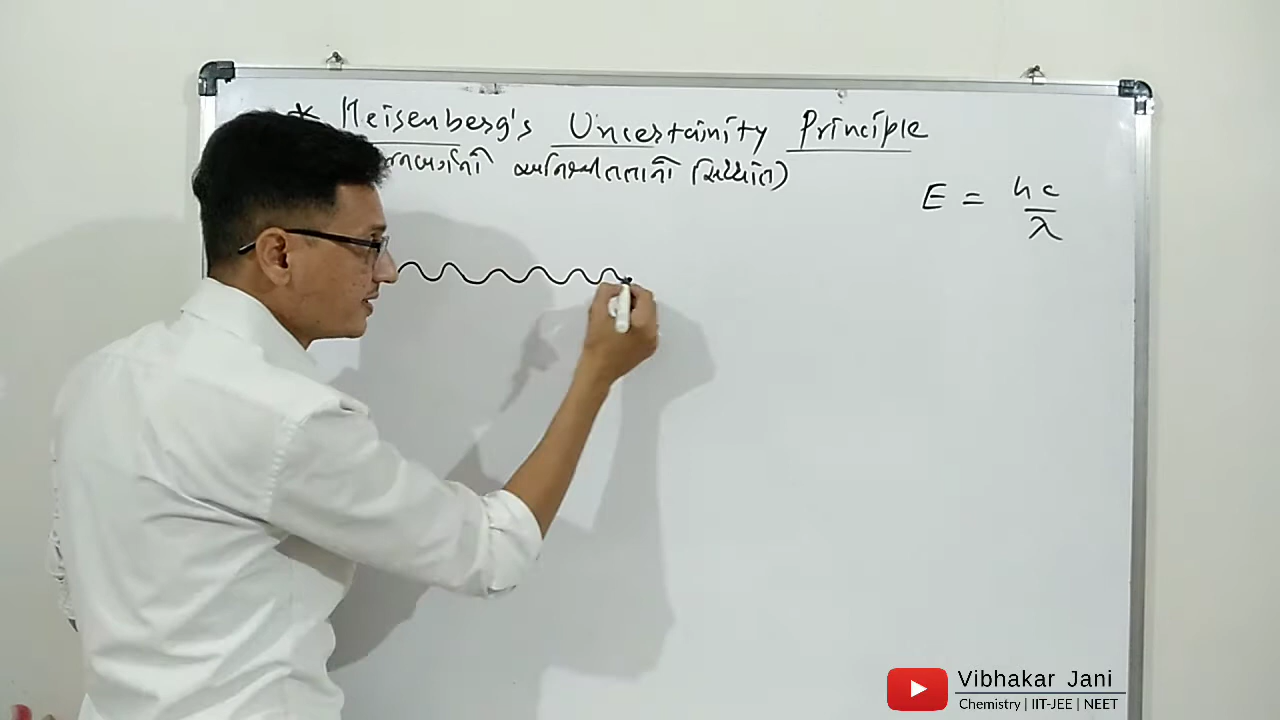 * Heisenberg's Uncertainity Principle
અનિશ્ચિતતાનો સિધ્ધાંત)
E = hc/λ
Vibhakar Jani
Chemistry | IIT-JEE | NEET